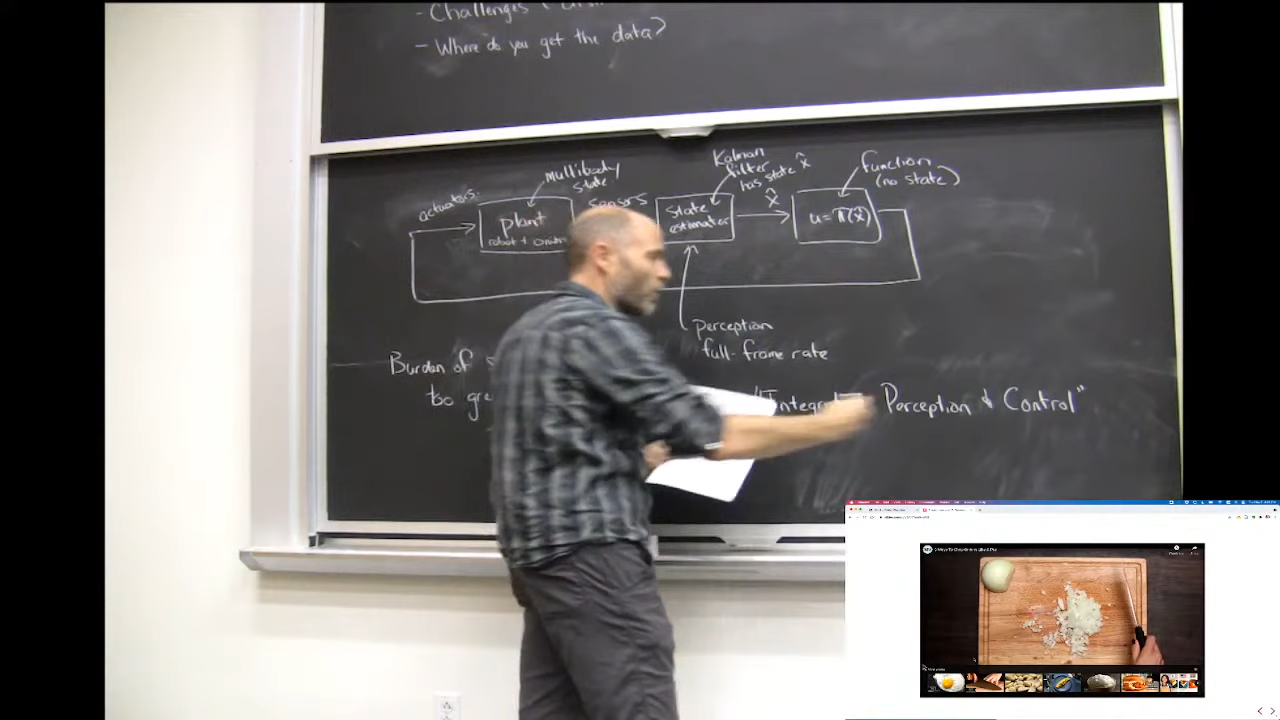 - Challenges
- Where do you get the data?
actuators
plant
robot +
multibody
state
sensors
State
estimator
Kalman
filter
has state x̂
x̂
u = π(x̂)
function
(no state)
perception
full-frame rate
Burden of
too
Perception & Control"